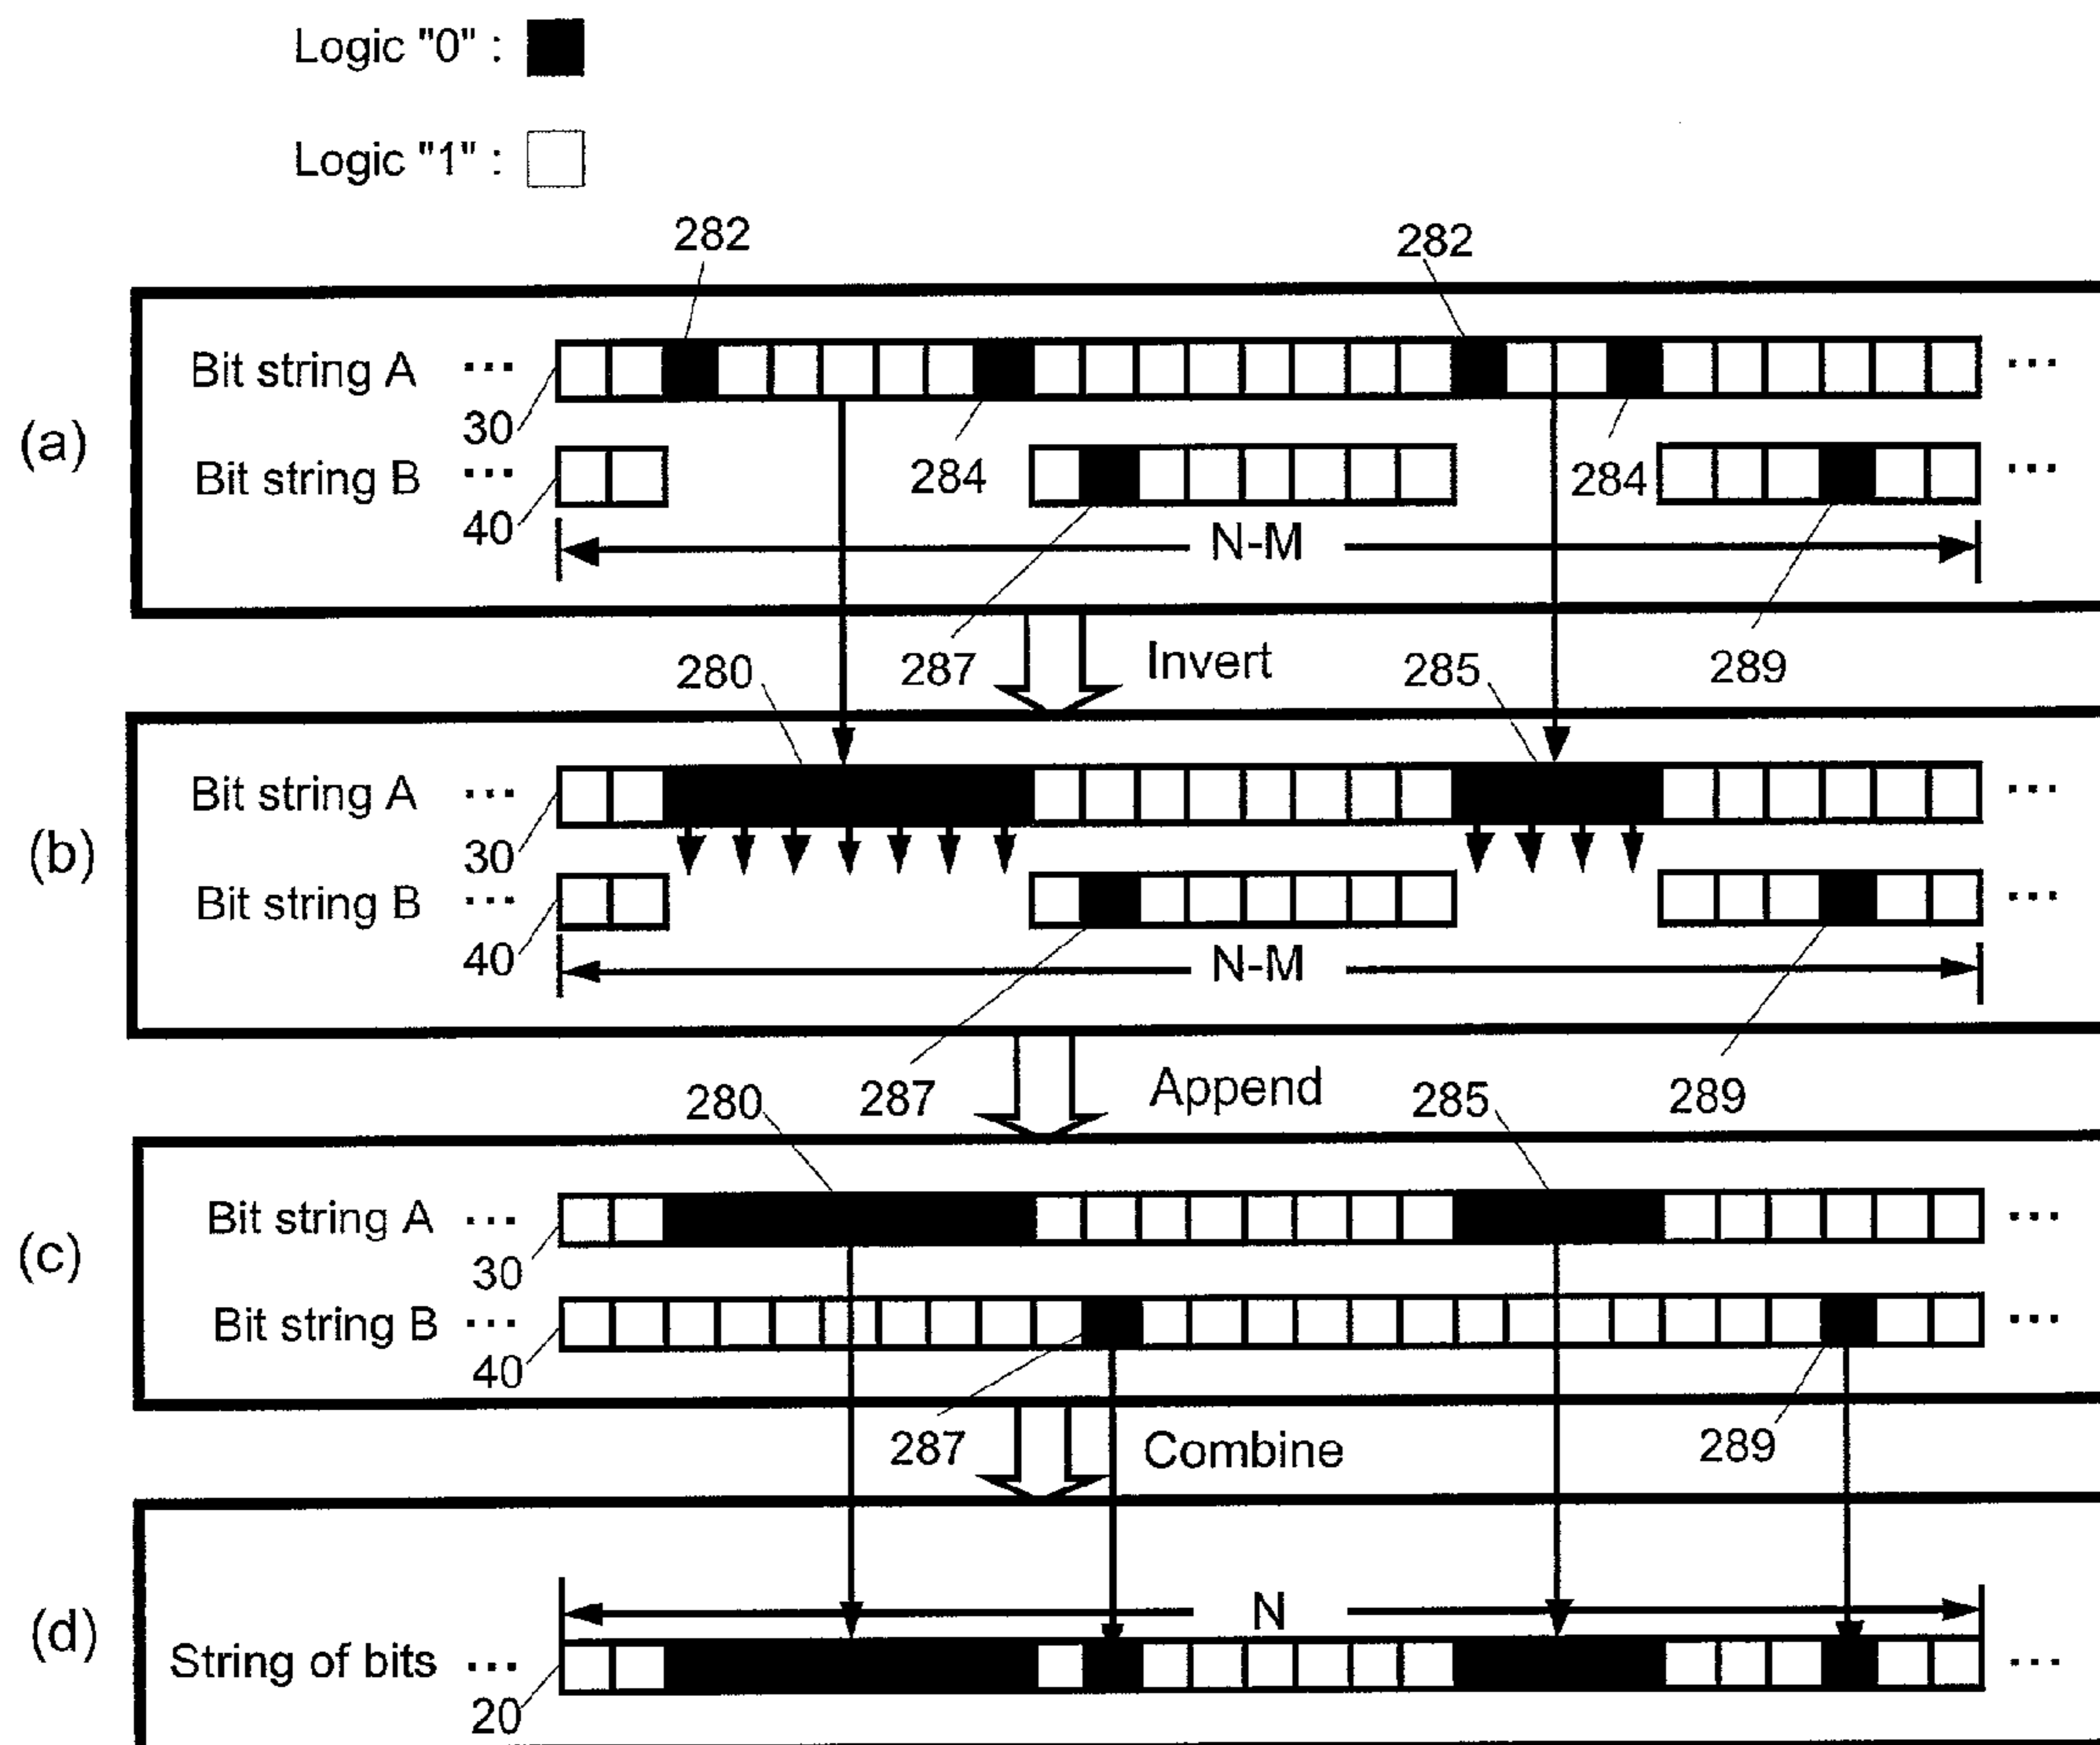 Logic "0" :
Logic "1" :
282 282
Bit string A ...  ...
30
(a)
284 284
Bit string B ...  ...
40
N-M
287 Invert 289
280 285
Bit string A ...  ...
30
(b)
Bit string B ...  ...
40
N-M
287 Append 289
280 285
Bit string A ...  ...
30
(c)
Bit string B ...  ...
40
287 Combine 289
N
(d)
String of bits ...  ...
20